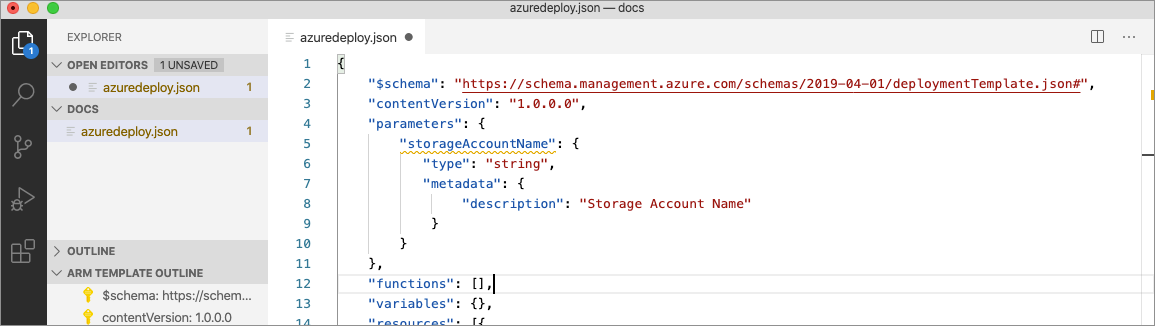 azuredeploy.json — docs
EXPLORER
OPEN EDITORS 1 UNSAVED
azuredeploy.json 1
DOCS
azuredeploy.json 1
OUTLINE
ARM TEMPLATE OUTLINE
$schema: https://schem...
contentVersion: 1.0.0.0
1
azuredeploy.json
1 {
2 "$schema": "https://schema.management.azure.com/schemas/2019-04-01/deploymentTemplate.json#",
3 "contentVersion": "1.0.0.0",
4 "parameters": {
5 "storageAccountName": {
6 "type": "string",
7 "metadata": {
8 "description": "Storage Account Name"
9 }
10 }
11 },
12 "functions": [],
13 "variables": {},
14 "resources": [{